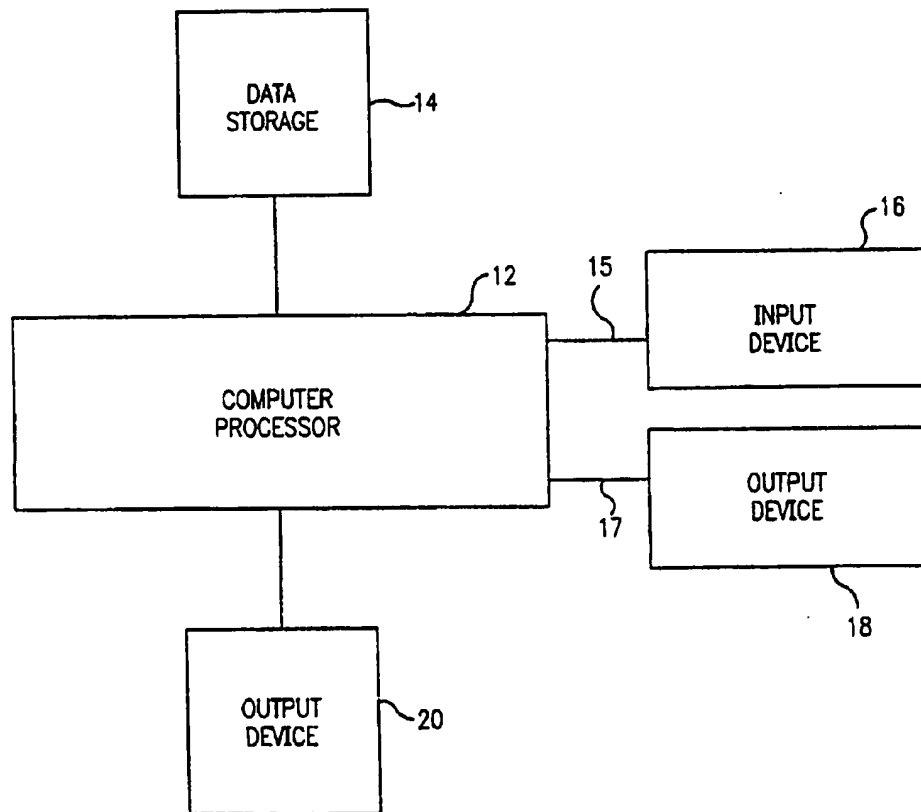 DATA
STORAGE
14
16
12
15
INPUT
DEVICE
COMPUTER
PROCESSOR
OUTPUT
DEVICE
17
18
OUTPUT
DEVICE
20